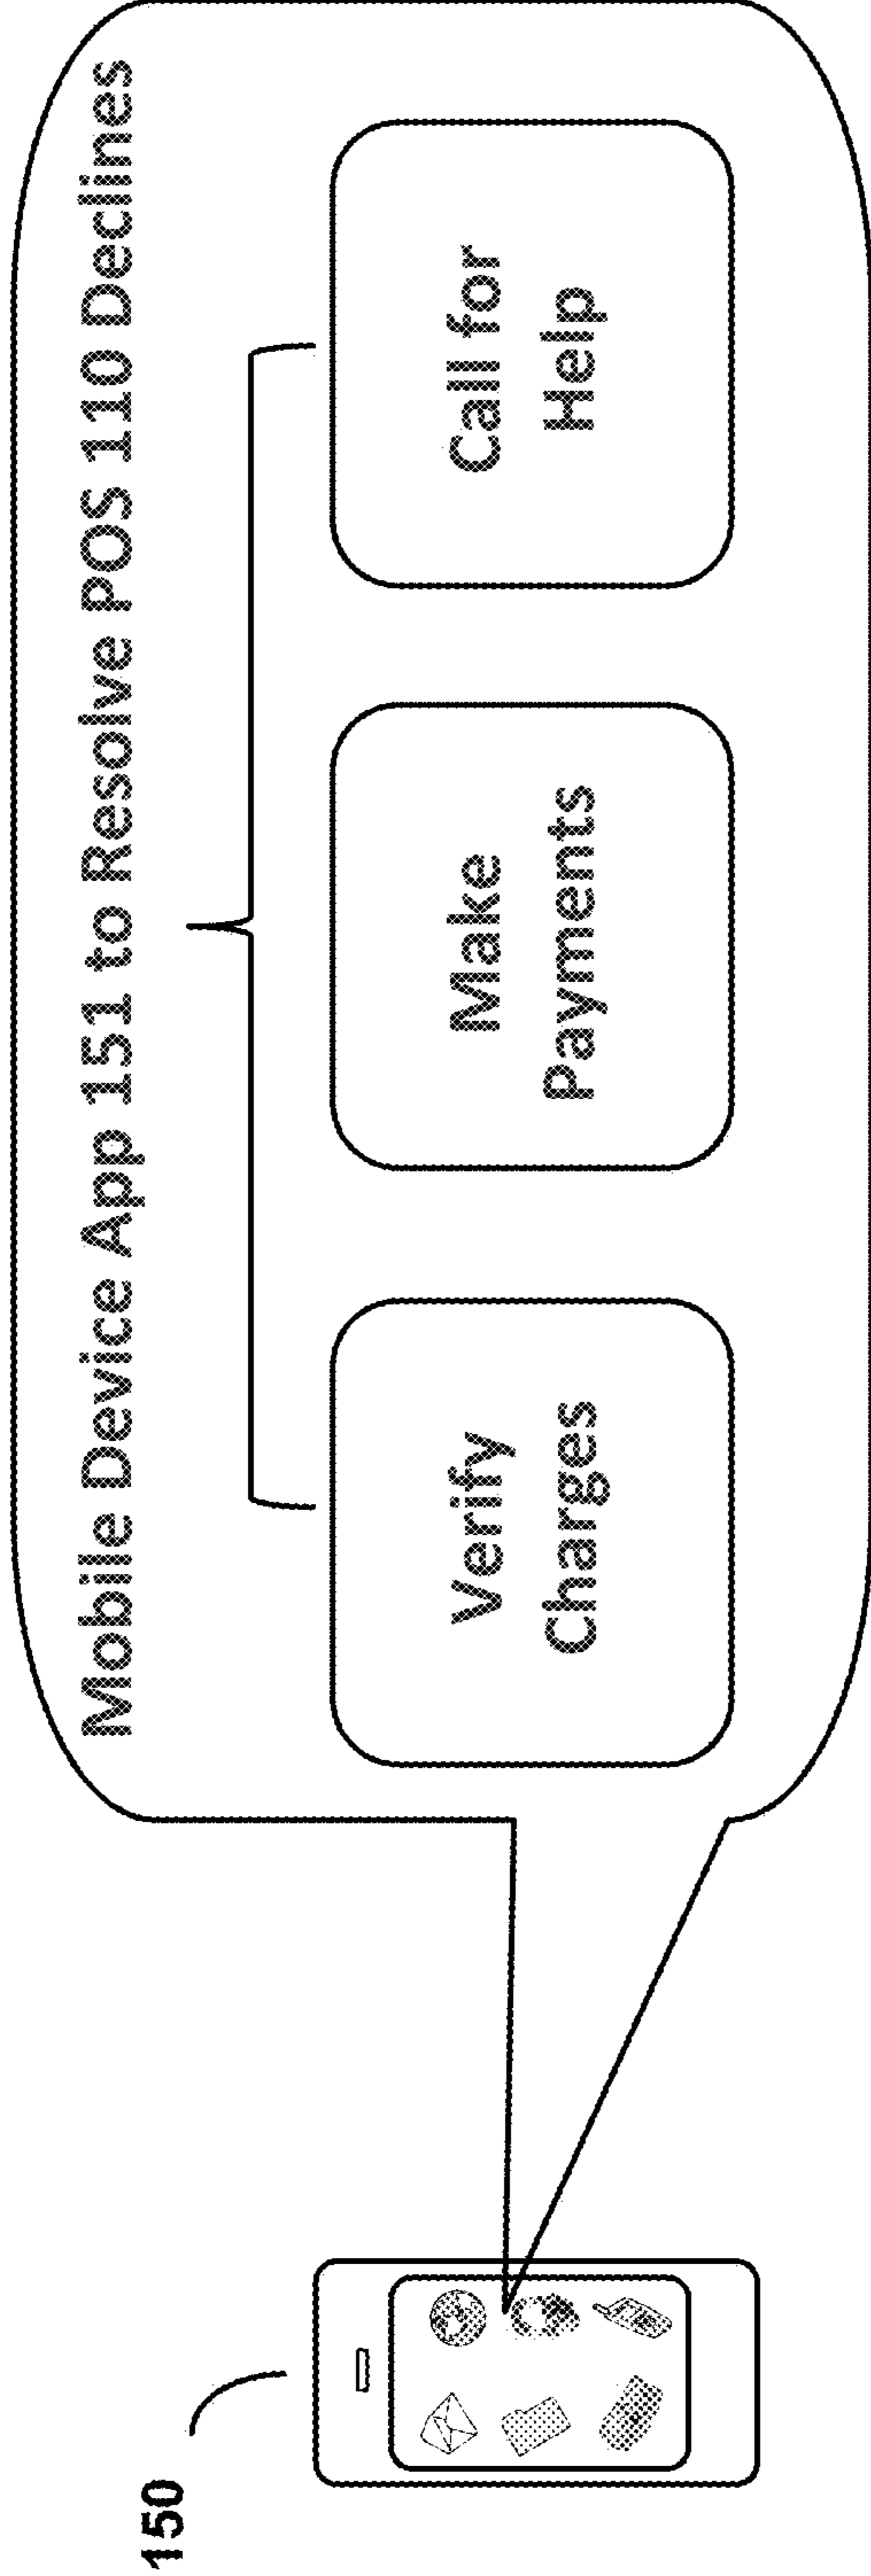 150
Mobile Device App 151 to Resolve POS 110 Declines
Verify
Charges
Make
Payments
Call for
Help